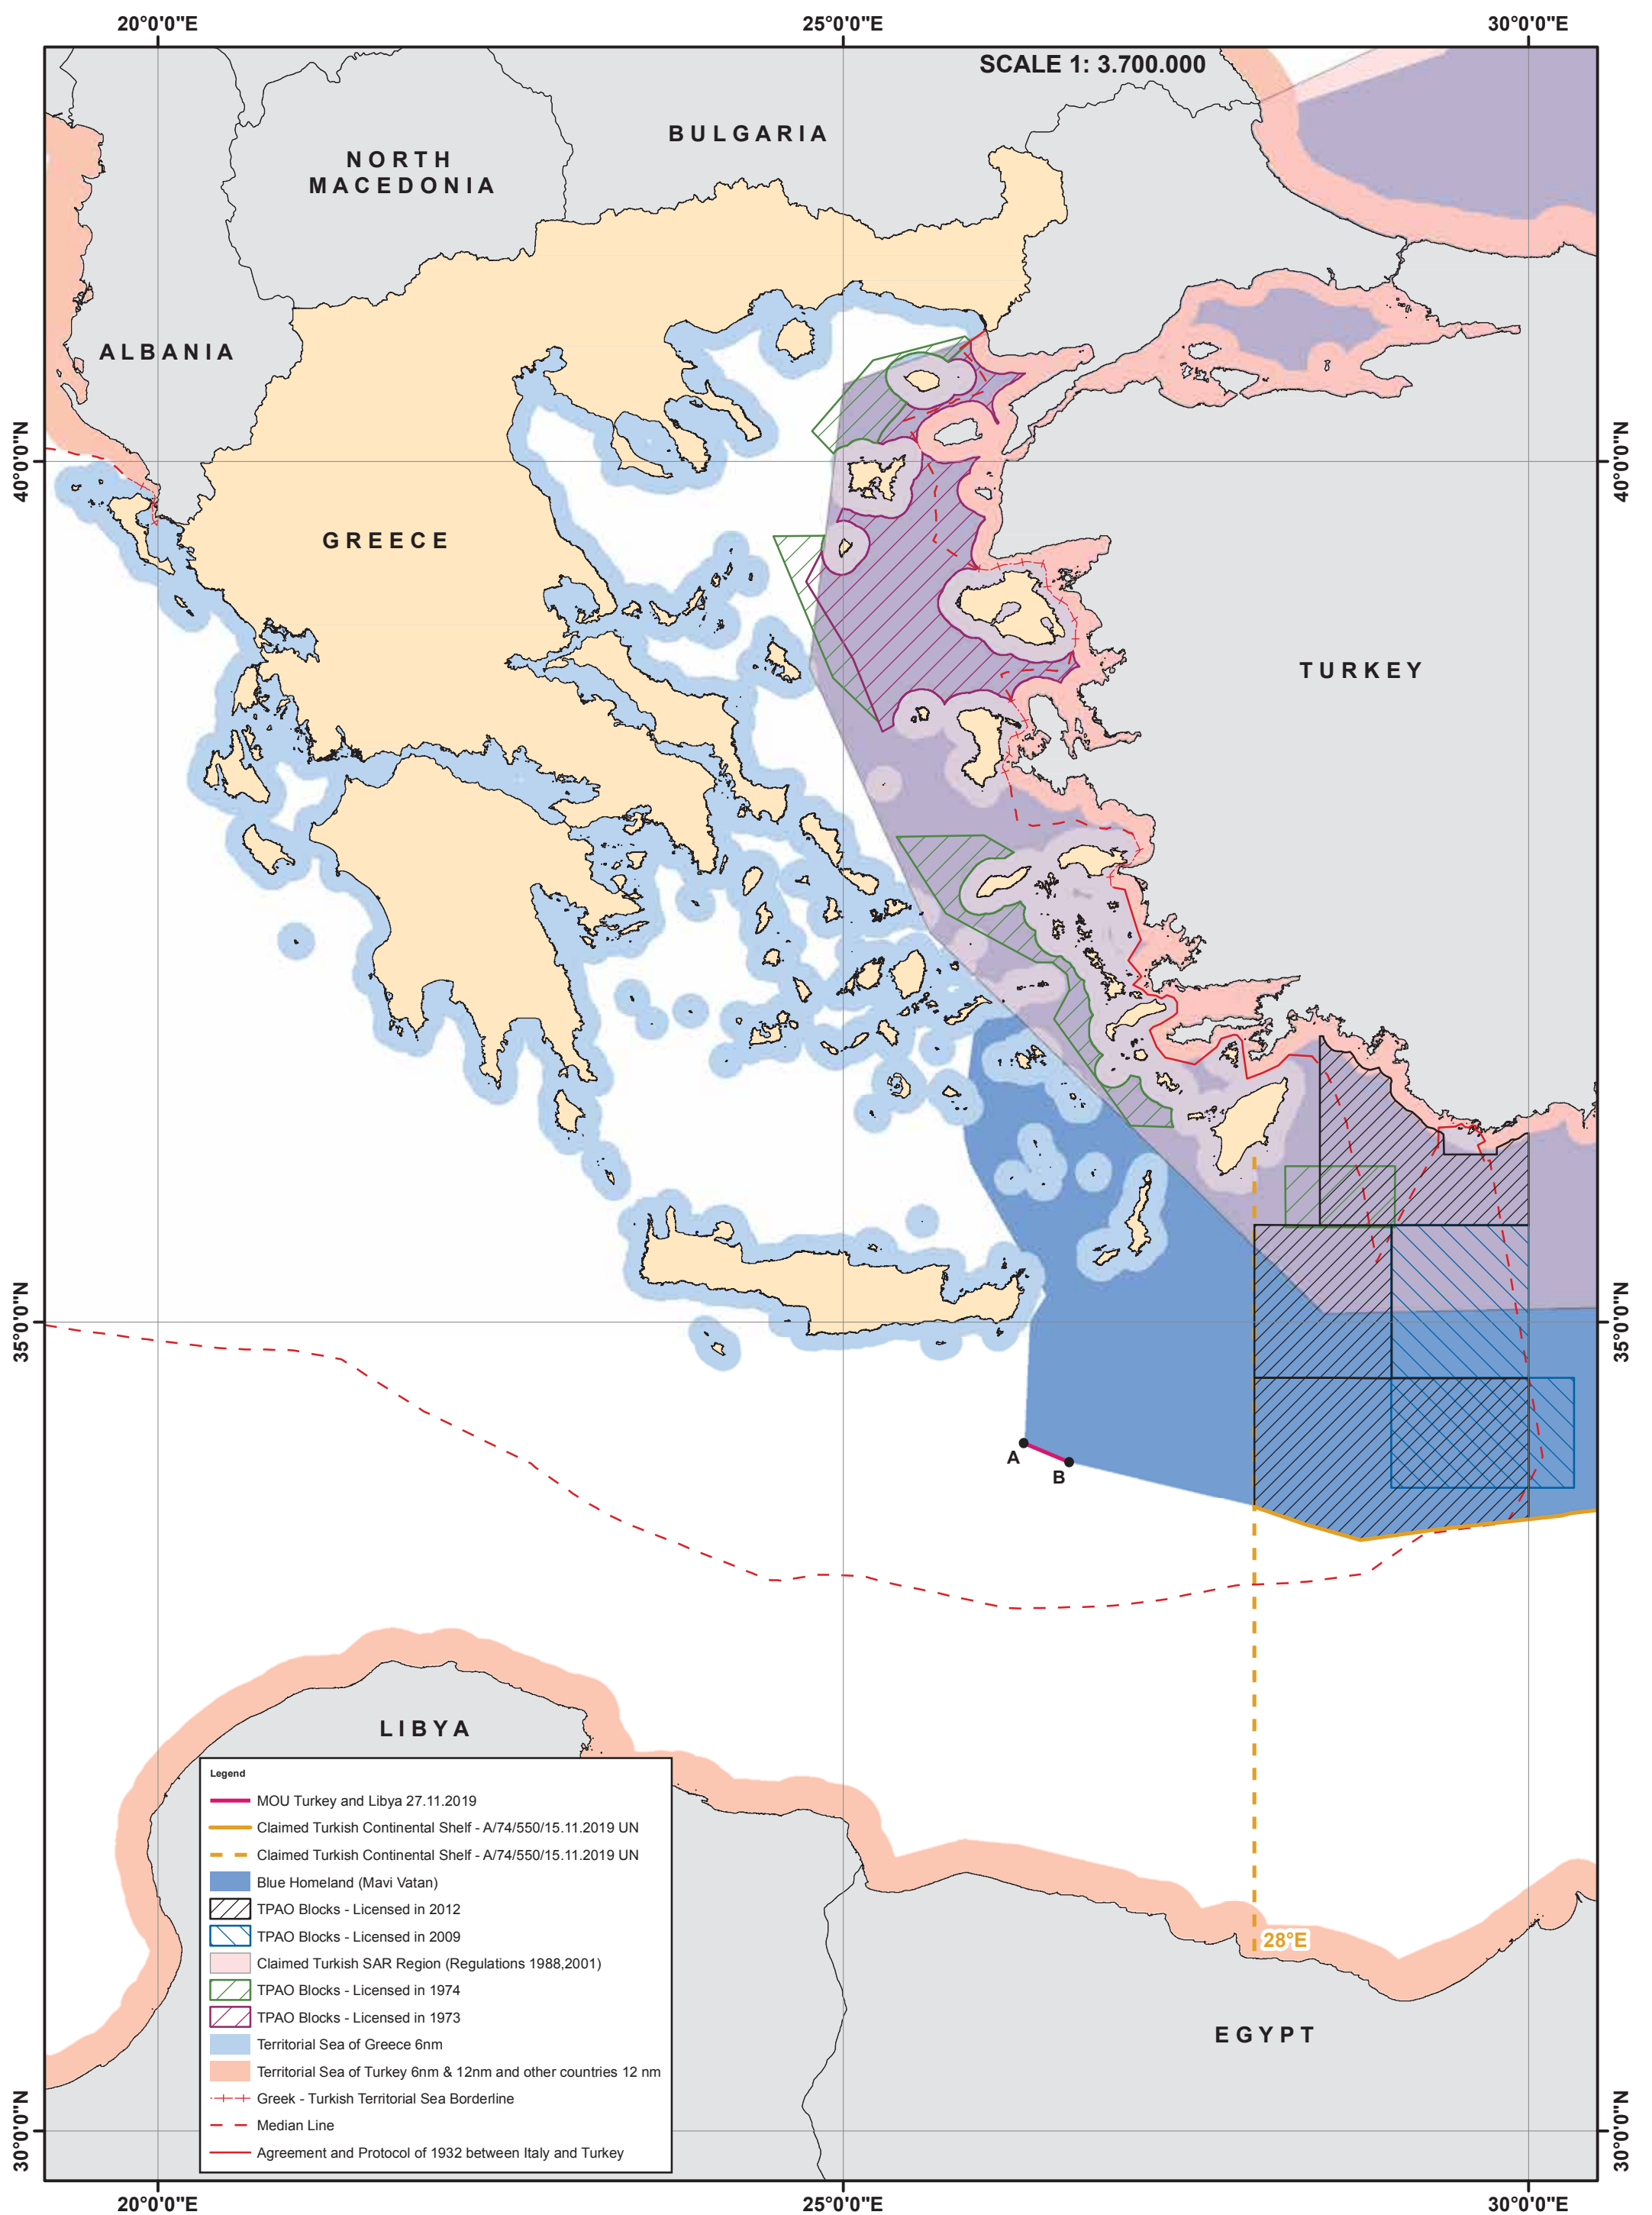 20°0'0"E
25°0'0"E
30°0'0"E
SCALE 1: 3.700.000
BULGARIA
NORTH
MACEDONIA
ALBANIA
40°0'0"N
40°0'0"N
GREECE
TURKEY
35°0'0"N
35°0'0"N
A
B
LIBYA
Legend
MOU Turkey and Libya 27.11.2019
Claimed Turkish Continental Shelf - A/74/550/15.11.2019 UN
Claimed Turkish Continental Shelf - A/74/550/15.11.2019 UN
Blue Homeland (Mavi Vatan)
TPAO Blocks - Licensed in 2012
TPAO Blocks - Licensed in 2009
Claimed Turkish SAR Region (Regulations 1988,2001)
TPAO Blocks - Licensed in 1974
TPAO Blocks - Licensed in 1973
Territorial Sea of Greece 6nm
Territorial Sea of Turkey 6nm & 12nm and other countries 12 nm
Greek - Turkish Territorial Sea Borderline
Median Line
Agreement and Protocol of 1932 between Italy and Turkey
28°E
EGYPT
30°0'0"N
30°0'0"N
20°0'0"E
25°0'0"E
30°0'0"E